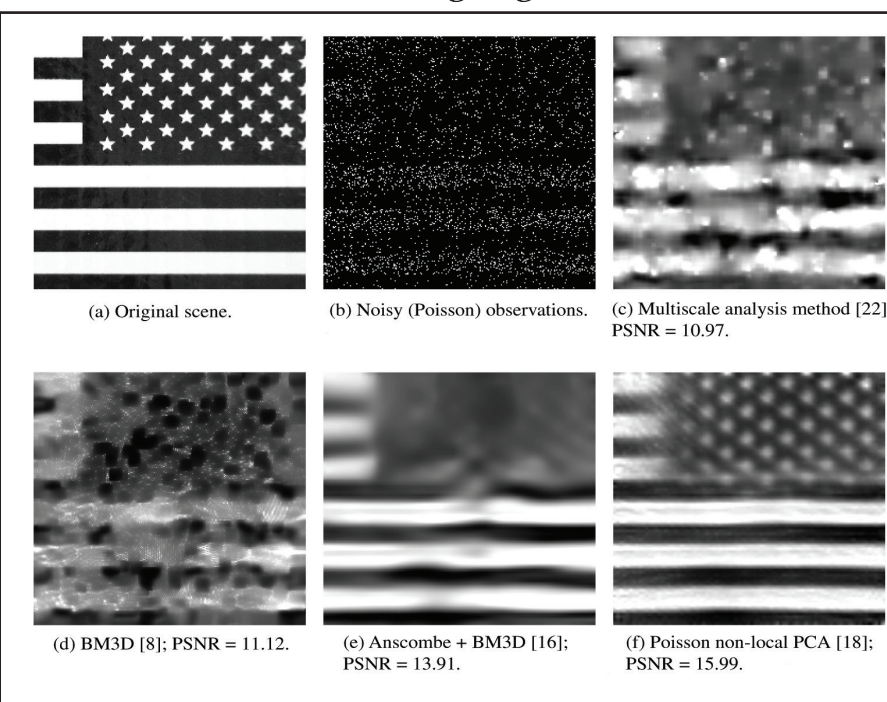 (a) Original scene.
(b) Noisy (Poisson) observations.
(c) Multiscale analysis method [22]
PSNR = 10.97.
(d) BM3D [8]; PSNR = 11.12.
(e) Anscombe + BM3D [16];
PSNR = 13.91.
(f) Poisson non-local PCA [18];
PSNR = 15.99.